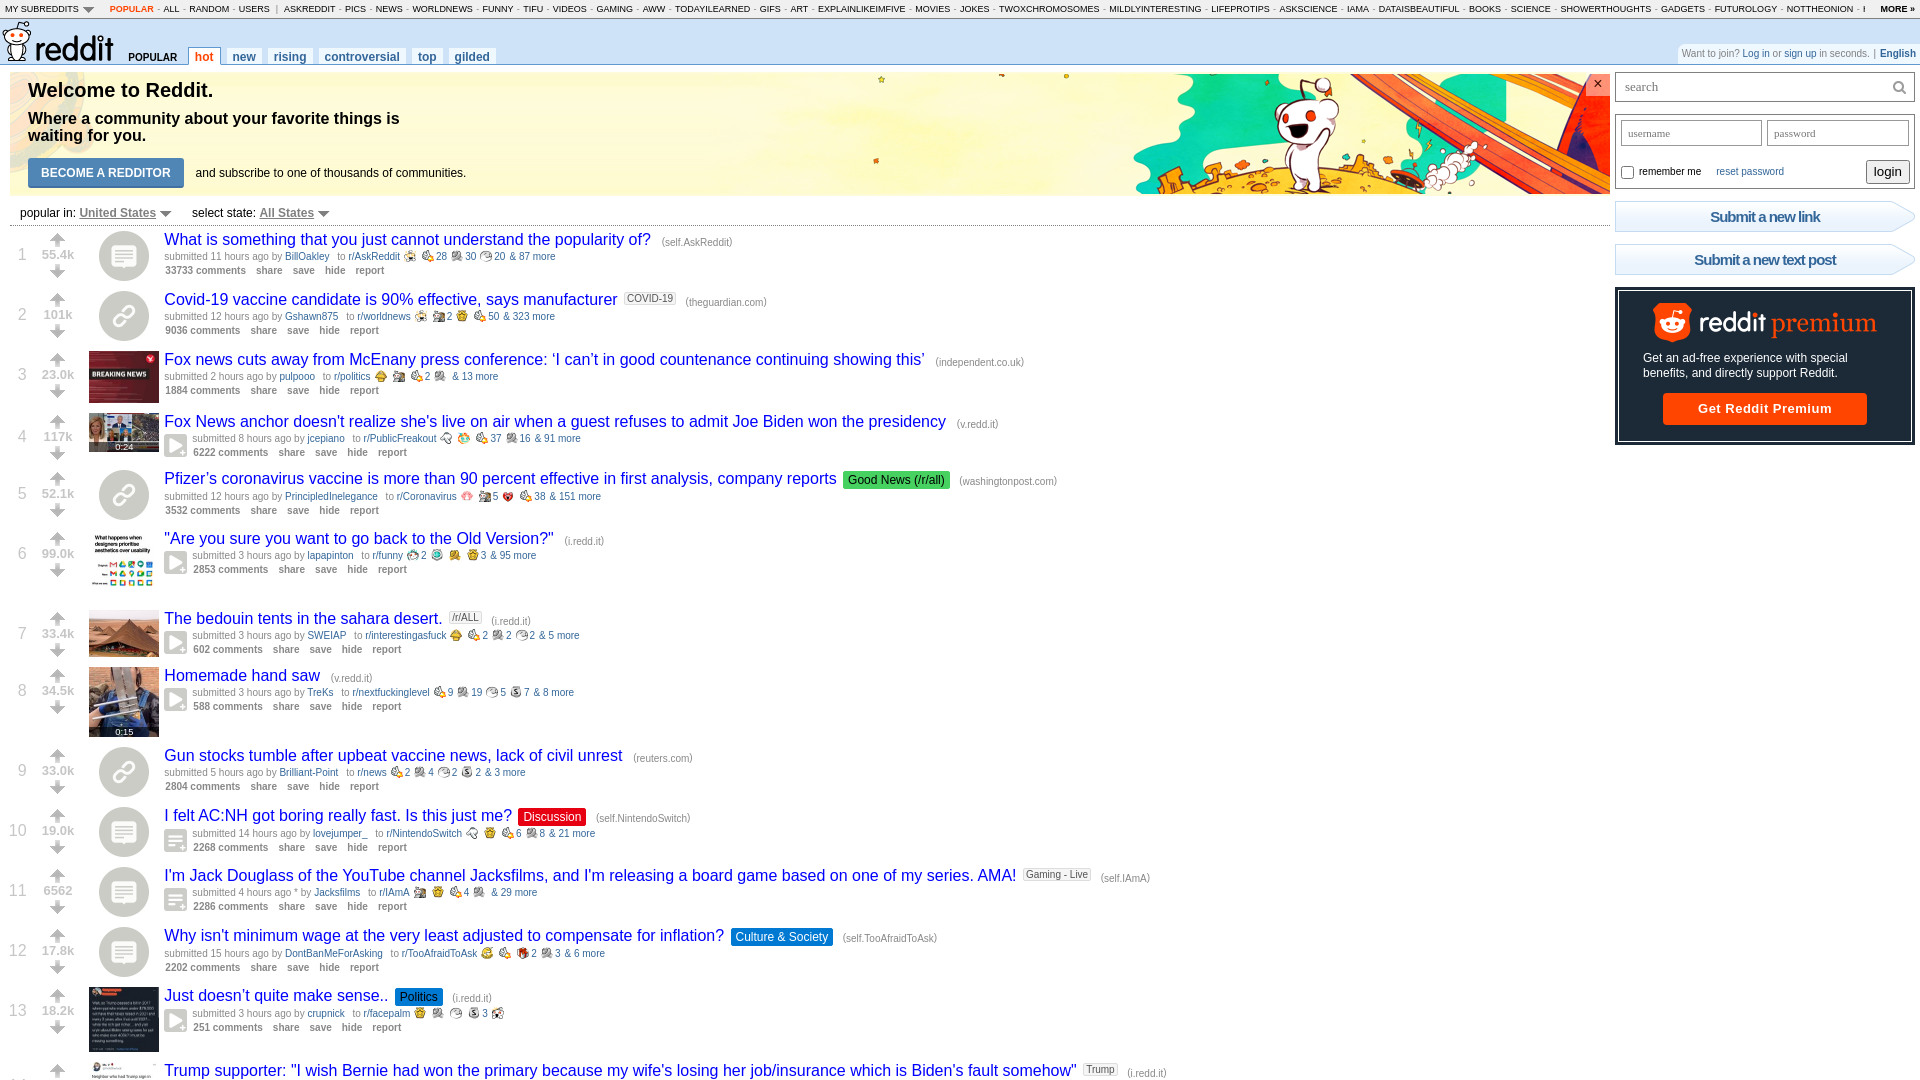 MY SUBREDDITS POPULAR - ALL - RANDOM - USERS | ASKREDDIT - PICS - NEWS - WORLDNEWS - FUNNY - TIFU - VIDEOS - GAMING - AWW - TODAYILEARNED - GIFS - ART - EXPLAINLIKEIMFIVE - MOVIES - JOKES - TWOXCHROMOSOMES - MILDLYINTERESTING - LIFEPROTIPS - ASKSCIENCE - IAMA - DATAISBEAUTIFUL - BOOKS - SCIENCE - SHOWERTHOUGHTS - GADGETS - FUTUROLOGY - NOTTHEONION - MORE »
reddit POPULAR hot new rising controversial top gilded
Want to join? Log in or sign up in seconds. | English
Welcome to Reddit.
Where a community about your favorite things is
waiting for you.
BECOME A REDDITOR and subscribe to one of thousands of communities.
×
search
username password
remember me reset password login
Submit a new link
Submit a new text post
reddit premium
Get an ad-free experience with special
benefits, and directly support Reddit.
Get Reddit Premium
popular in: United States select state: All States
1 55.4k What is something that you just cannot understand the popularity of? (self.AskReddit)
submitted 11 hours ago by BillOakley to r/AskReddit 28 30 20 & 87 more
33733 comments share save hide report
2 101k Covid-19 vaccine candidate is 90% effective, says manufacturer COVID-19 (theguardian.com)
submitted 12 hours ago by Gshawn875 to r/worldnews 2 50 & 323 more
9036 comments share save hide report
3 23.0k BREAKING NEWS Fox news cuts away from McEnany press conference: ‘I can’t in good countenance continuing showing this’ (independent.co.uk)
submitted 2 hours ago by pulpooo to r/politics 2 & 13 more
1884 comments share save hide report
4 117k 0:24 Fox News anchor doesn't realize she's live on air when a guest refuses to admit Joe Biden won the presidency (v.redd.it)
submitted 8 hours ago by jcepiano to r/PublicFreakout 37 16 & 91 more
6222 comments share save hide report
5 52.1k Pfizer’s coronavirus vaccine is more than 90 percent effective in first analysis, company reports Good News (/r/all) (washingtonpost.com)
submitted 12 hours ago by PrincipledInelegance to r/Coronavirus 5 38 & 151 more
3532 comments share save hide report
6 99.0k What happens when designers prioritise aesthetics over usability "Are you sure you want to go back to the Old Version?" (i.redd.it)
submitted 3 hours ago by lapapinton to r/funny 2 3 & 95 more
2853 comments share save hide report
7 33.4k The bedouin tents in the sahara desert. /r/ALL (i.redd.it)
submitted 3 hours ago by SWEIAP to r/interestingasfuck 2 2 2 & 5 more
602 comments share save hide report
8 34.5k 0:15 Homemade hand saw (v.redd.it)
submitted 3 hours ago by TreKs to r/nextfuckinglevel 9 19 5 7 & 8 more
588 comments share save hide report
9 33.0k Gun stocks tumble after upbeat vaccine news, lack of civil unrest (reuters.com)
submitted 5 hours ago by Brilliant-Point to r/news 2 4 2 2 & 3 more
2804 comments share save hide report
10 19.0k I felt AC:NH got boring really fast. Is this just me? Discussion (self.NintendoSwitch)
submitted 14 hours ago by lovejumper_ to r/NintendoSwitch 6 8 & 21 more
2268 comments share save hide report
11 6562 I'm Jack Douglass of the YouTube channel Jacksfilms, and I'm releasing a board game based on one of my series. AMA! Gaming - Live (self.IAmA)
submitted 4 hours ago * by Jacksfilms to r/IAmA 4 & 29 more
2286 comments share save hide report
12 17.8k Why isn't minimum wage at the very least adjusted to compensate for inflation? Culture & Society (self.TooAfraidToAsk)
submitted 15 hours ago by DontBanMeForAsking to r/TooAfraidToAsk 2 3 & 6 more
2202 comments share save hide report
13 18.2k Just doesn’t quite make sense.. Politics (i.redd.it)
submitted 3 hours ago by crupnick to r/facepalm 3
251 comments share save hide report
Trump supporter: "I wish Bernie had won the primary because my wife's losing her job/insurance which is Biden's fault somehow" Trump (i.redd.it)